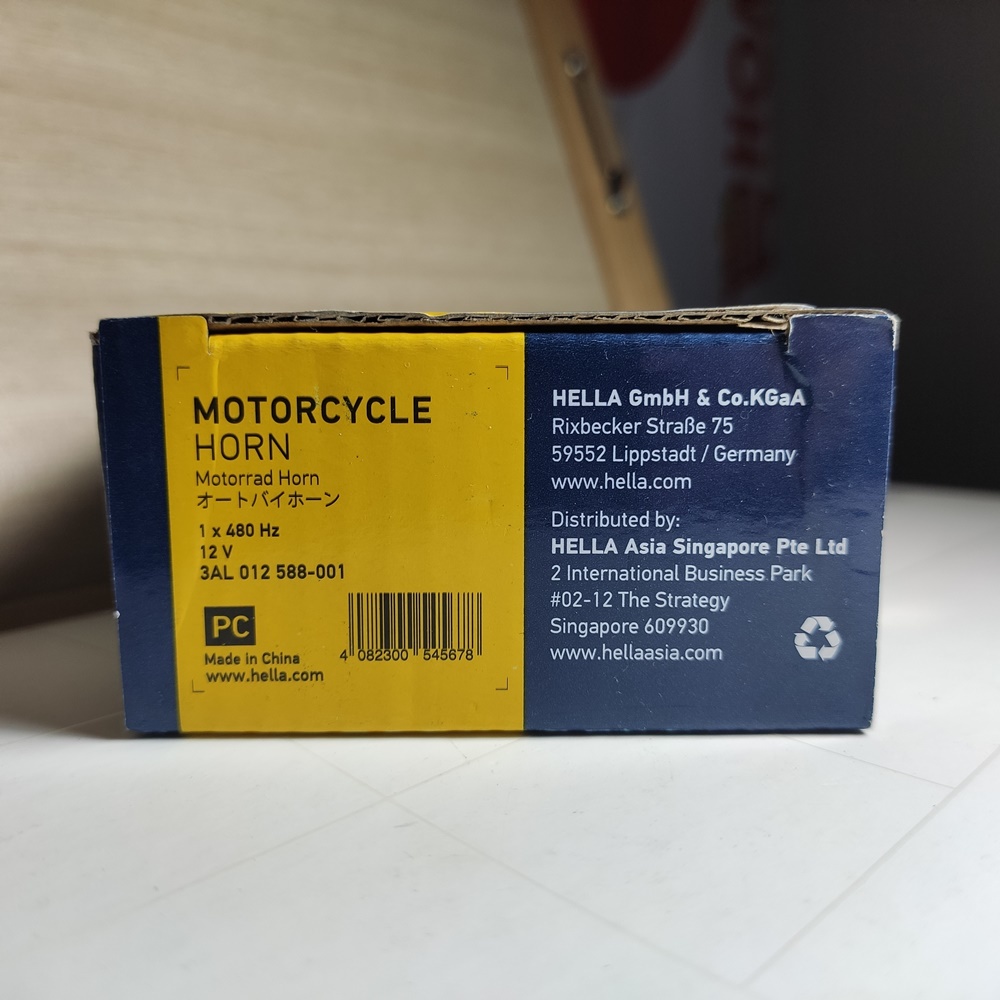 MOTORCYCLE
HORN
Motorrad Horn
オートバイホーン
1 x 480 Hz
12 V
3AL 012 588-001
PC
Made in China
www.hella.com
4 082300 545678
HELLA GmbH & Co.KGaA
Rixbecker Straße 75
59552 Lippstadt / Germany
www.hella.com
Distributed by:
HELLA Asia Singapore Pte Ltd
2 International Business Park
#02-12 The Strategy
Singapore 609930
www.hellaasia.com